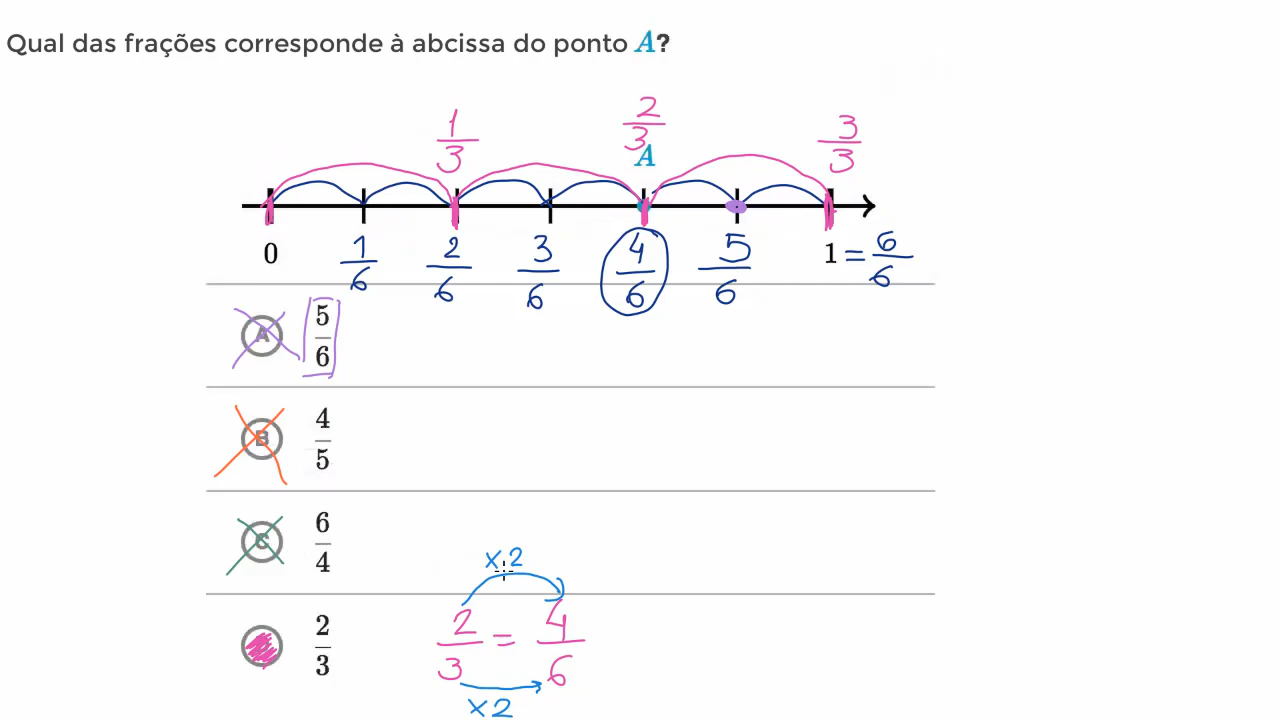 Qual das frações corresponde à abcissa do ponto A?
1/3 2/3 3/3
A
0 1/6 2/6 3/6 4/6 5/6 1 = 6/6
A 5/6
B 4/5
C 6/4
x2
2/3
2/3 = 4/6
x2